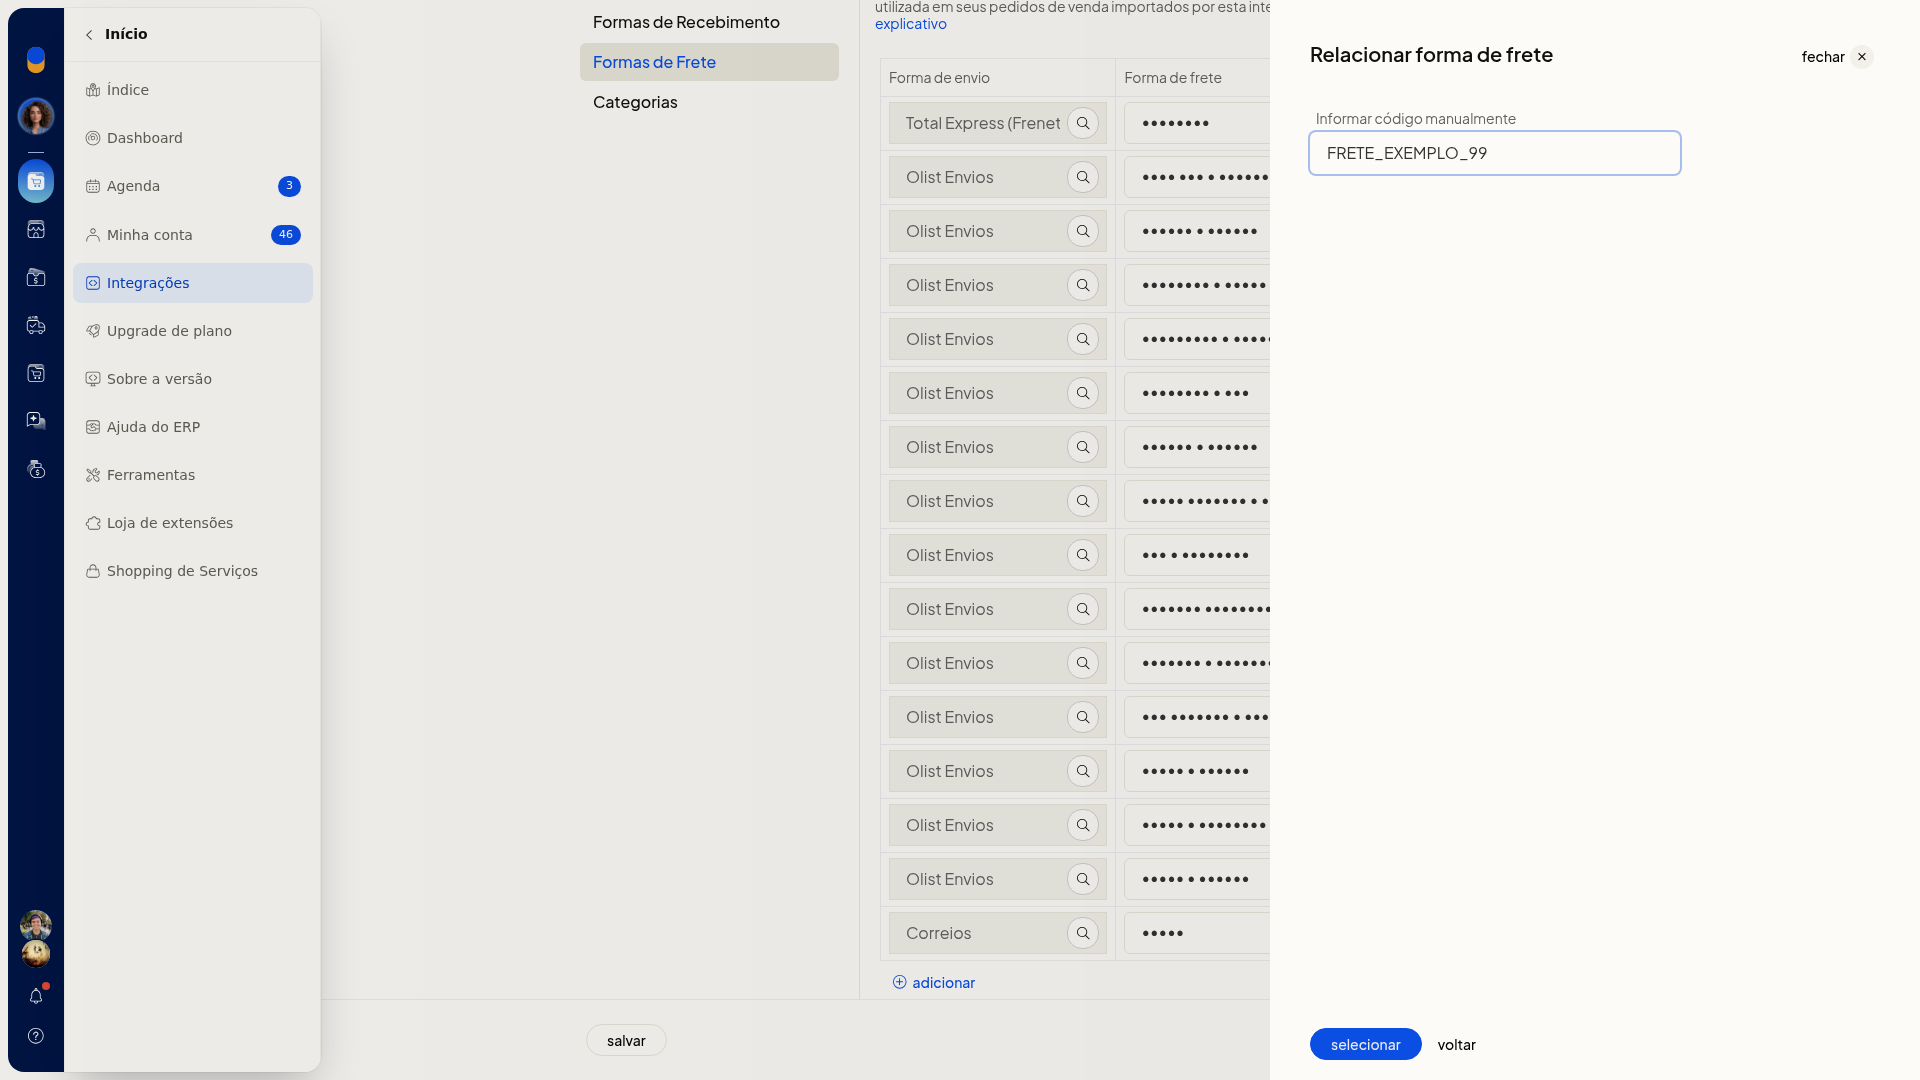 Início
Índice
Dashboard
Agenda
3
Minha conta
46
Integrações
Upgrade de plano
Sobre a versão
Ajuda do ERP
Ferramentas
Loja de extensões
Shopping de Serviços
Formas de Recebimento
Formas de Frete
Categorias
utilizada em seus pedidos de venda importados por esta inte
explicativo
Forma de envio
Forma de frete
Total Express (Frenet
••••••••
Olist Envios
•••• ••• • ••••••
Olist Envios
•••••• • ••••••
Olist Envios
•••••••• • •••••
Olist Envios
••••••••• • •••••
Olist Envios
•••••••• • •••
Olist Envios
•••••• • ••••••
Olist Envios
••••• ••••••• • •
Olist Envios
••• • ••••••••
Olist Envios
••••••• ••••••••
Olist Envios
••••••• • •••••••
Olist Envios
••• ••••••• • •••
Olist Envios
••••• • ••••••
Olist Envios
••••• • ••••••••
Olist Envios
••••• • ••••••
Correios
•••••
adicionar
salvar
Relacionar forma de frete
fechar ×
Informar código manualmente
FRETE_EXEMPLO_99
selecionar
voltar